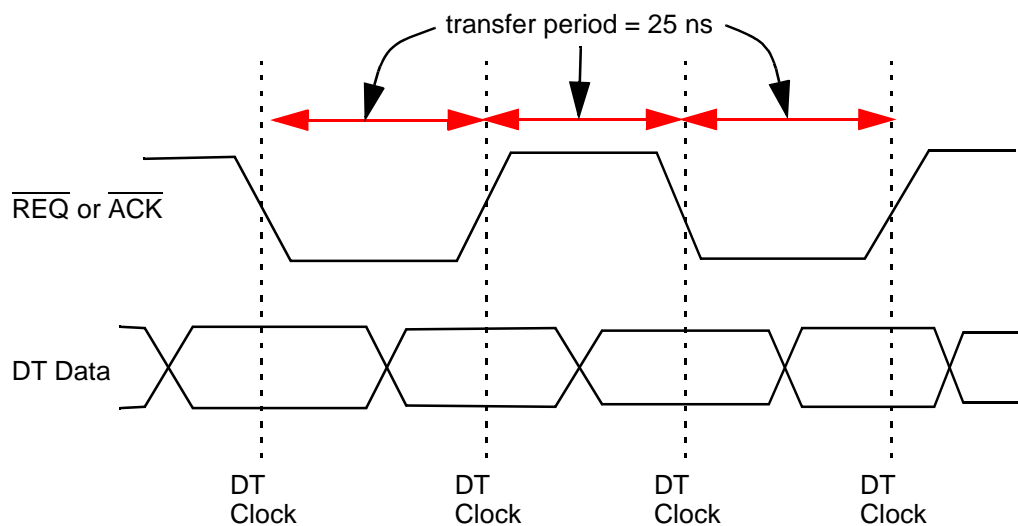 transfer period = 25 ns
REQ or ACK
DT Data
DT
Clock
DT
Clock
DT
Clock
DT
Clock